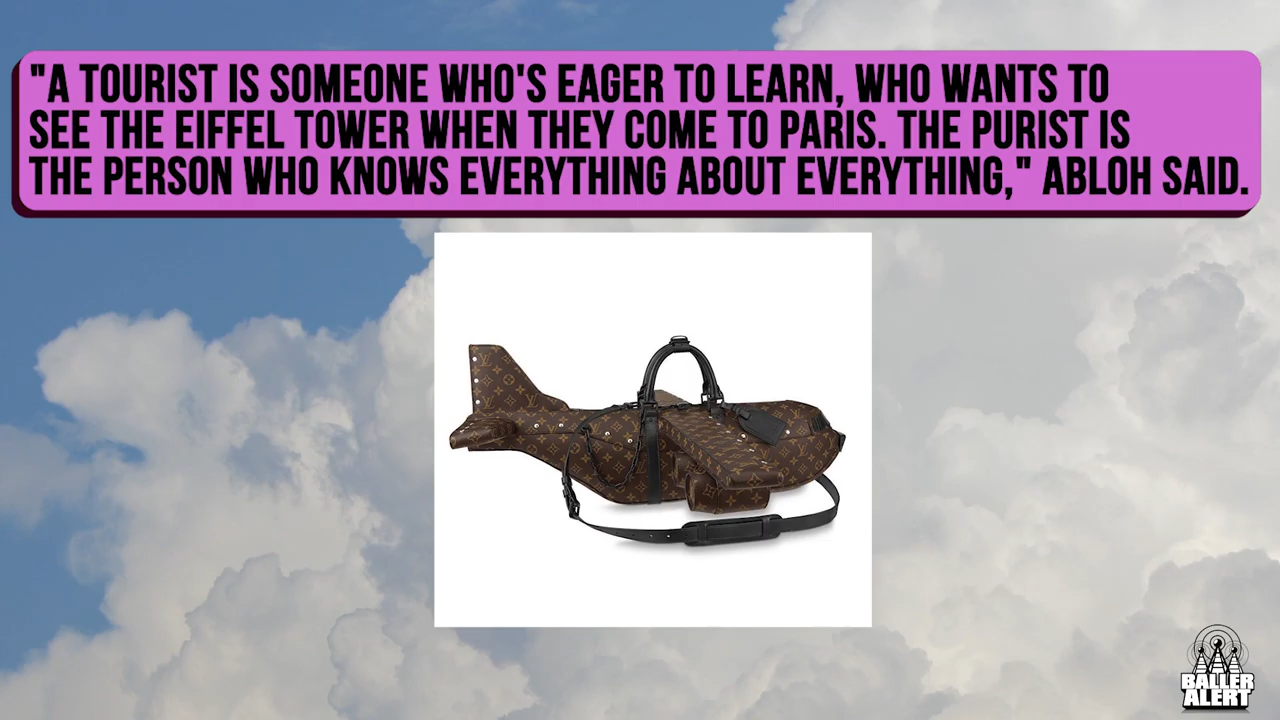 "A TOURIST IS SOMEONE WHO'S EAGER TO LEARN, WHO WANTS TO
SEE THE EIFFEL TOWER WHEN THEY COME TO PARIS. THE PURIST IS
THE PERSON WHO KNOWS EVERYTHING ABOUT EVERYTHING," ABLOH SAID.
BALLER
ALERT